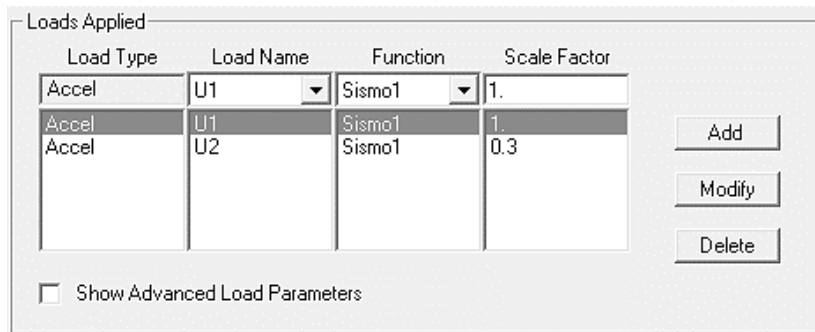 Loads Applied
Load Type Load Name Function Scale Factor
Accel U1 Sismo1 1.
Accel U1 Sismo1 1.
Accel U2 Sismo1 0.3
Add
Modify
Delete
Show Advanced Load Parameters